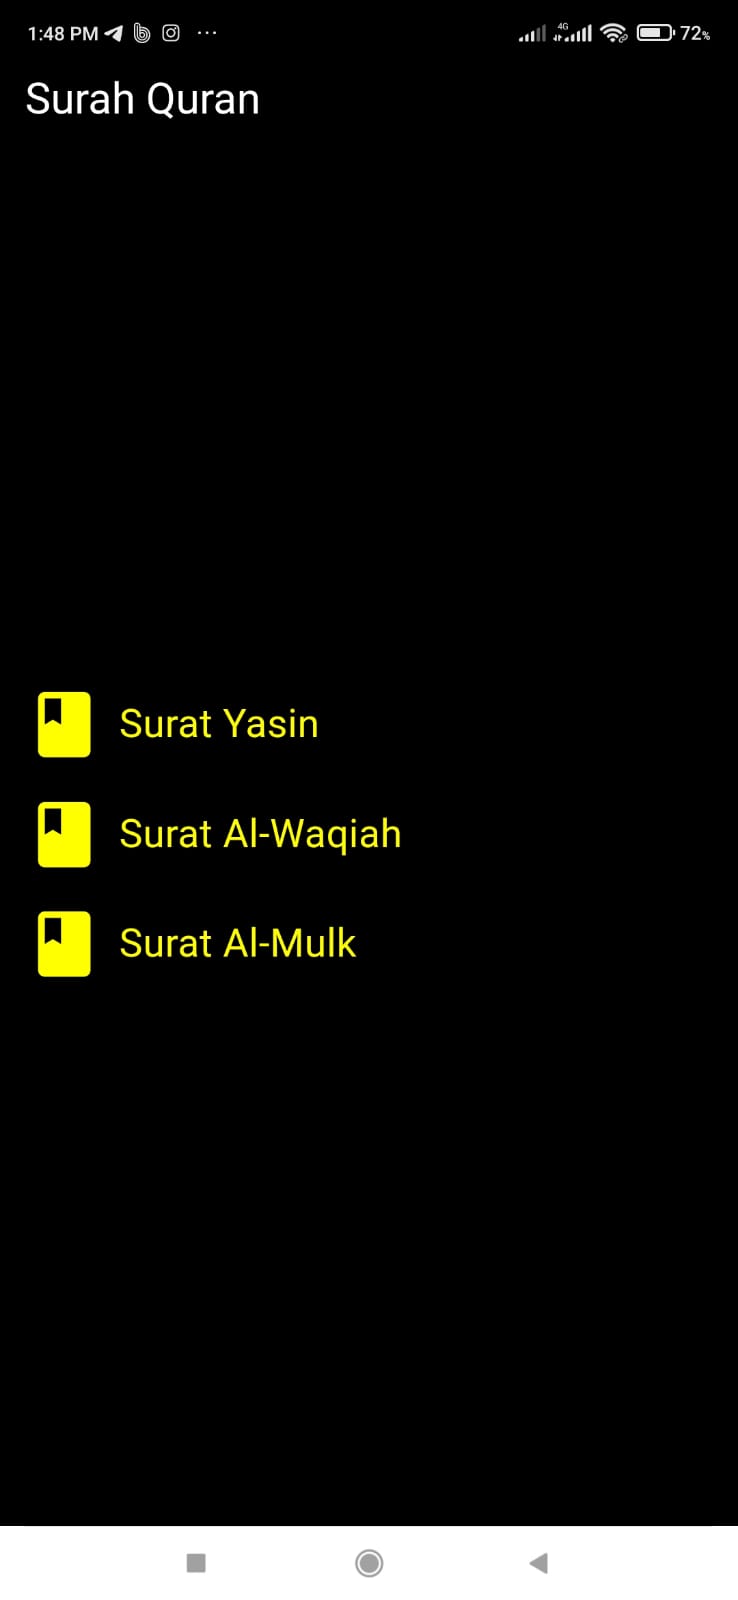 1:48 PM
4G
72%
Surah Quran
Surat Yasin
Surat Al-Waqiah
Surat Al-Mulk